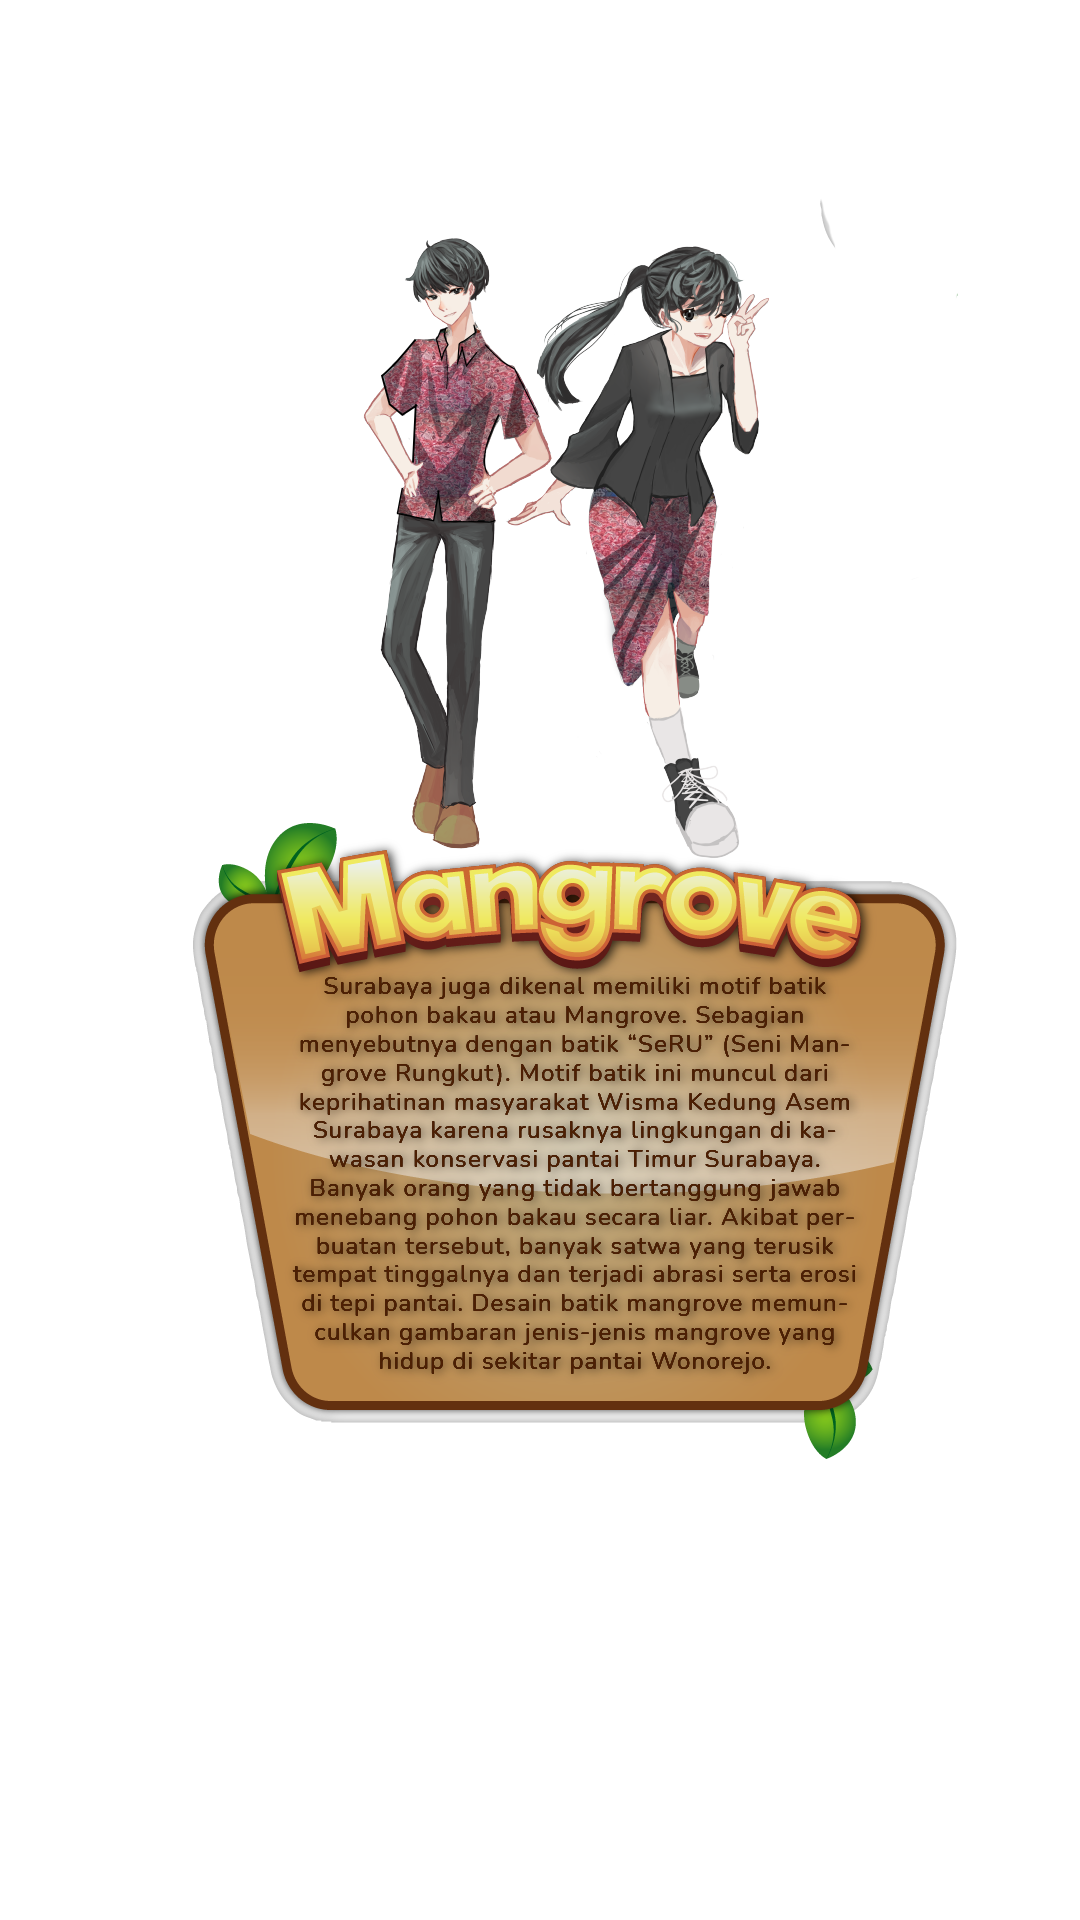 Mangrove
Surabaya juga dikenal memiliki motif batik
pohon bakau atau Mangrove. Sebagian
menyebutnya dengan batik “SeRU” (Seni Man-
grove Rungkut). Motif batik ini muncul dari
keprihatinan masyarakat Wisma Kedung Asem
Surabaya karena rusaknya lingkungan di ka-
wasan konservasi pantai Timur Surabaya.
Banyak orang yang tidak bertanggung jawab
menebang pohon bakau secara liar. Akibat per-
buatan tersebut, banyak satwa yang terusik
tempat tinggalnya dan terjadi abrasi serta erosi
di tepi pantai. Desain batik mangrove memun-
culkan gambaran jenis-jenis mangrove yang
hidup di sekitar pantai Wonorejo.